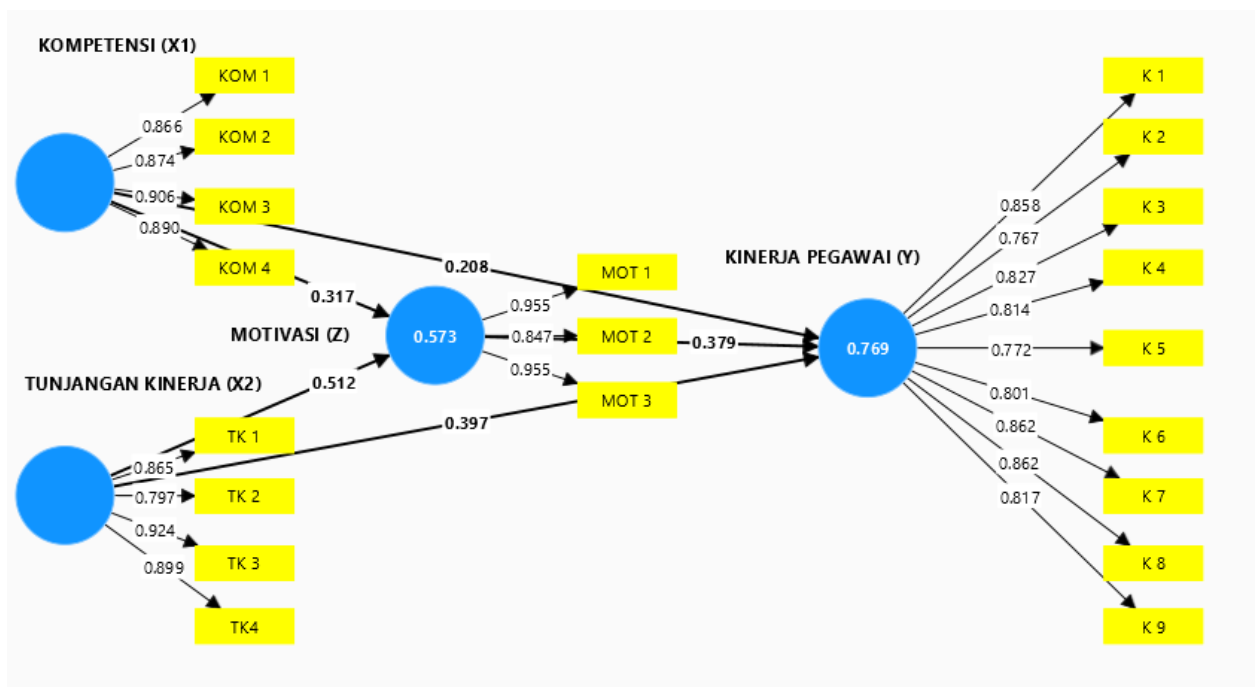 KOMPETENSI (X1)
KOM 1
0.866
KOM 2
0.874
KOM 3
0.906
KOM 4
0.890
0.208
0.317
MOTIVASI (Z)
0.573
MOT 1
0.955
MOT 2
0.847
MOT 3
0.955
0.379
TUNJANGAN KINERJA (X2)
0.512
0.397
TK 1
0.865
TK 2
0.797
TK 3
0.924
TK4
0.899
KINERJA PEGAWAI (Y)
0.769
K 1
0.858
K 2
0.767
K 3
0.827
K 4
0.814
K 5
0.772
K 6
0.801
K 7
0.862
K 8
0.862
K 9
0.817